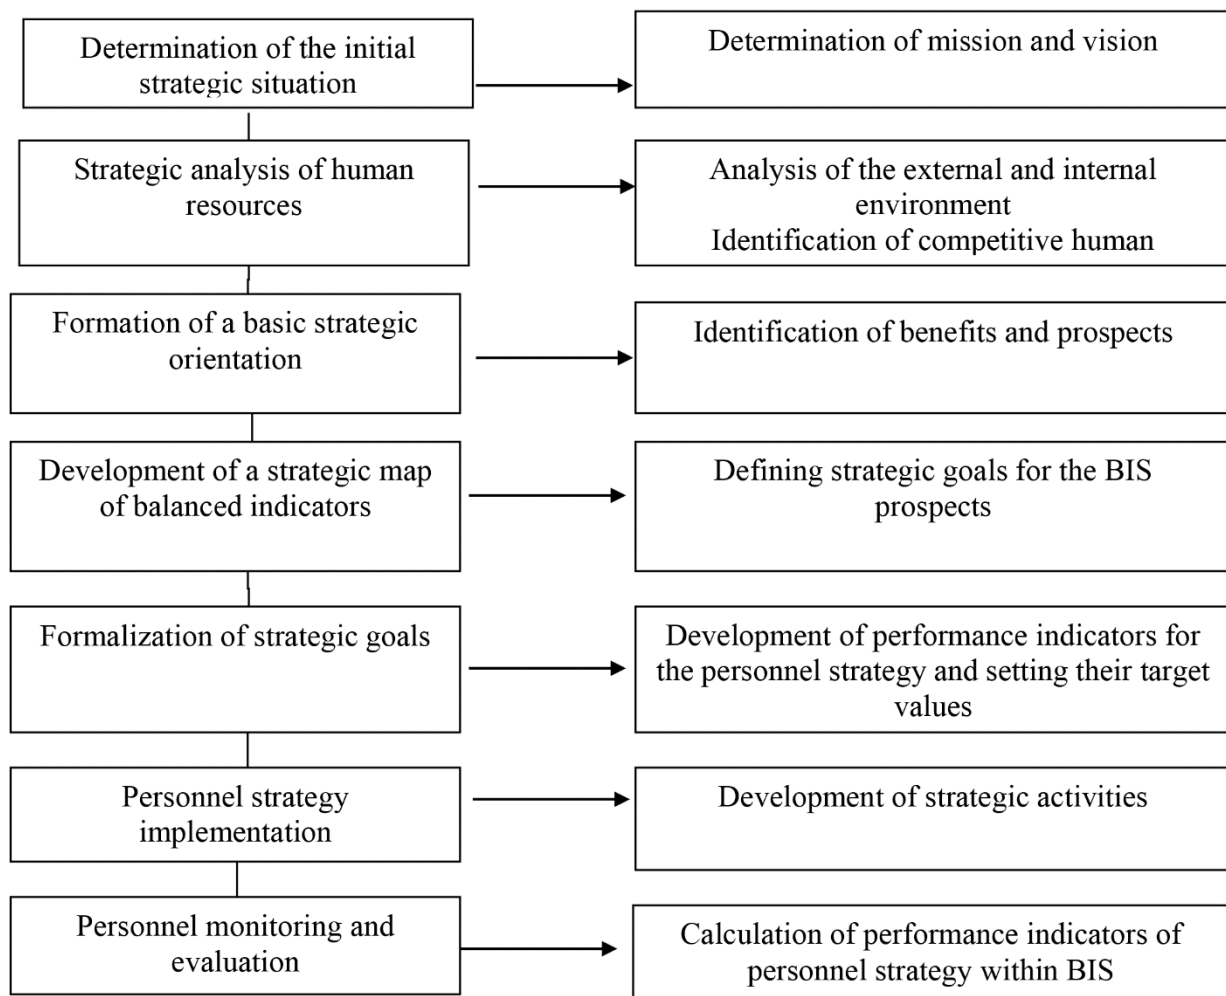 Determination of the initial
strategic situation
Determination of mission and vision
Strategic analysis of human
resources
Analysis of the external and internal
environment
Identification of competitive human
Formation of a basic strategic
orientation
Identification of benefits and prospects
Development of a strategic map
of balanced indicators
Defining strategic goals for the BIS
prospects
Formalization of strategic goals
Development of performance indicators for
the personnel strategy and setting their target
values
Personnel strategy
implementation
Development of strategic activities
Personnel monitoring and
evaluation
Calculation of performance indicators of
personnel strategy within BIS